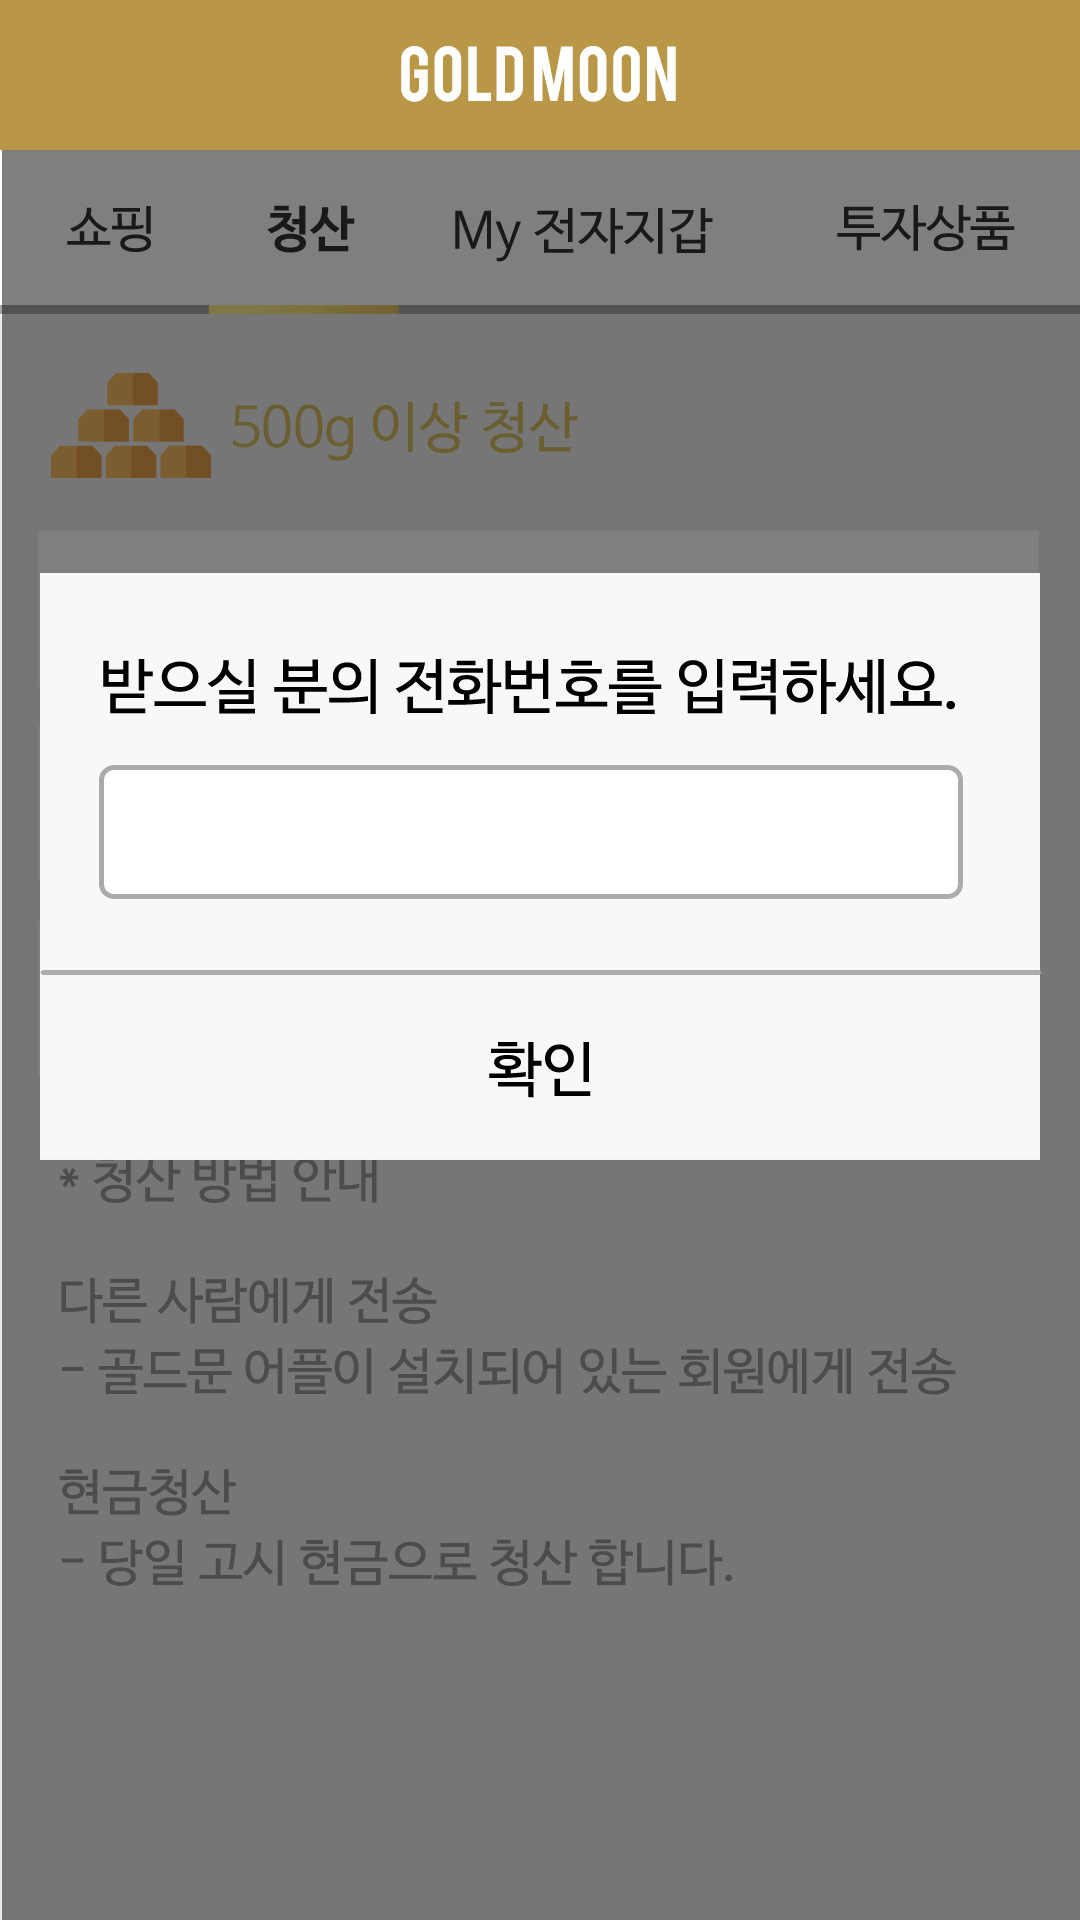 GOLDMOON
쇼핑 청산 My 전자지갑 투자상품
500g 이상 청산
받으실 분의 전화번호를 입력하세요.
확인
* 청산 방법 안내
다른 사람에게 전송
- 골드문 어플이 설치되어 있는 회원에게 전송
현금청산
- 당일 고시 현금으로 청산 합니다.